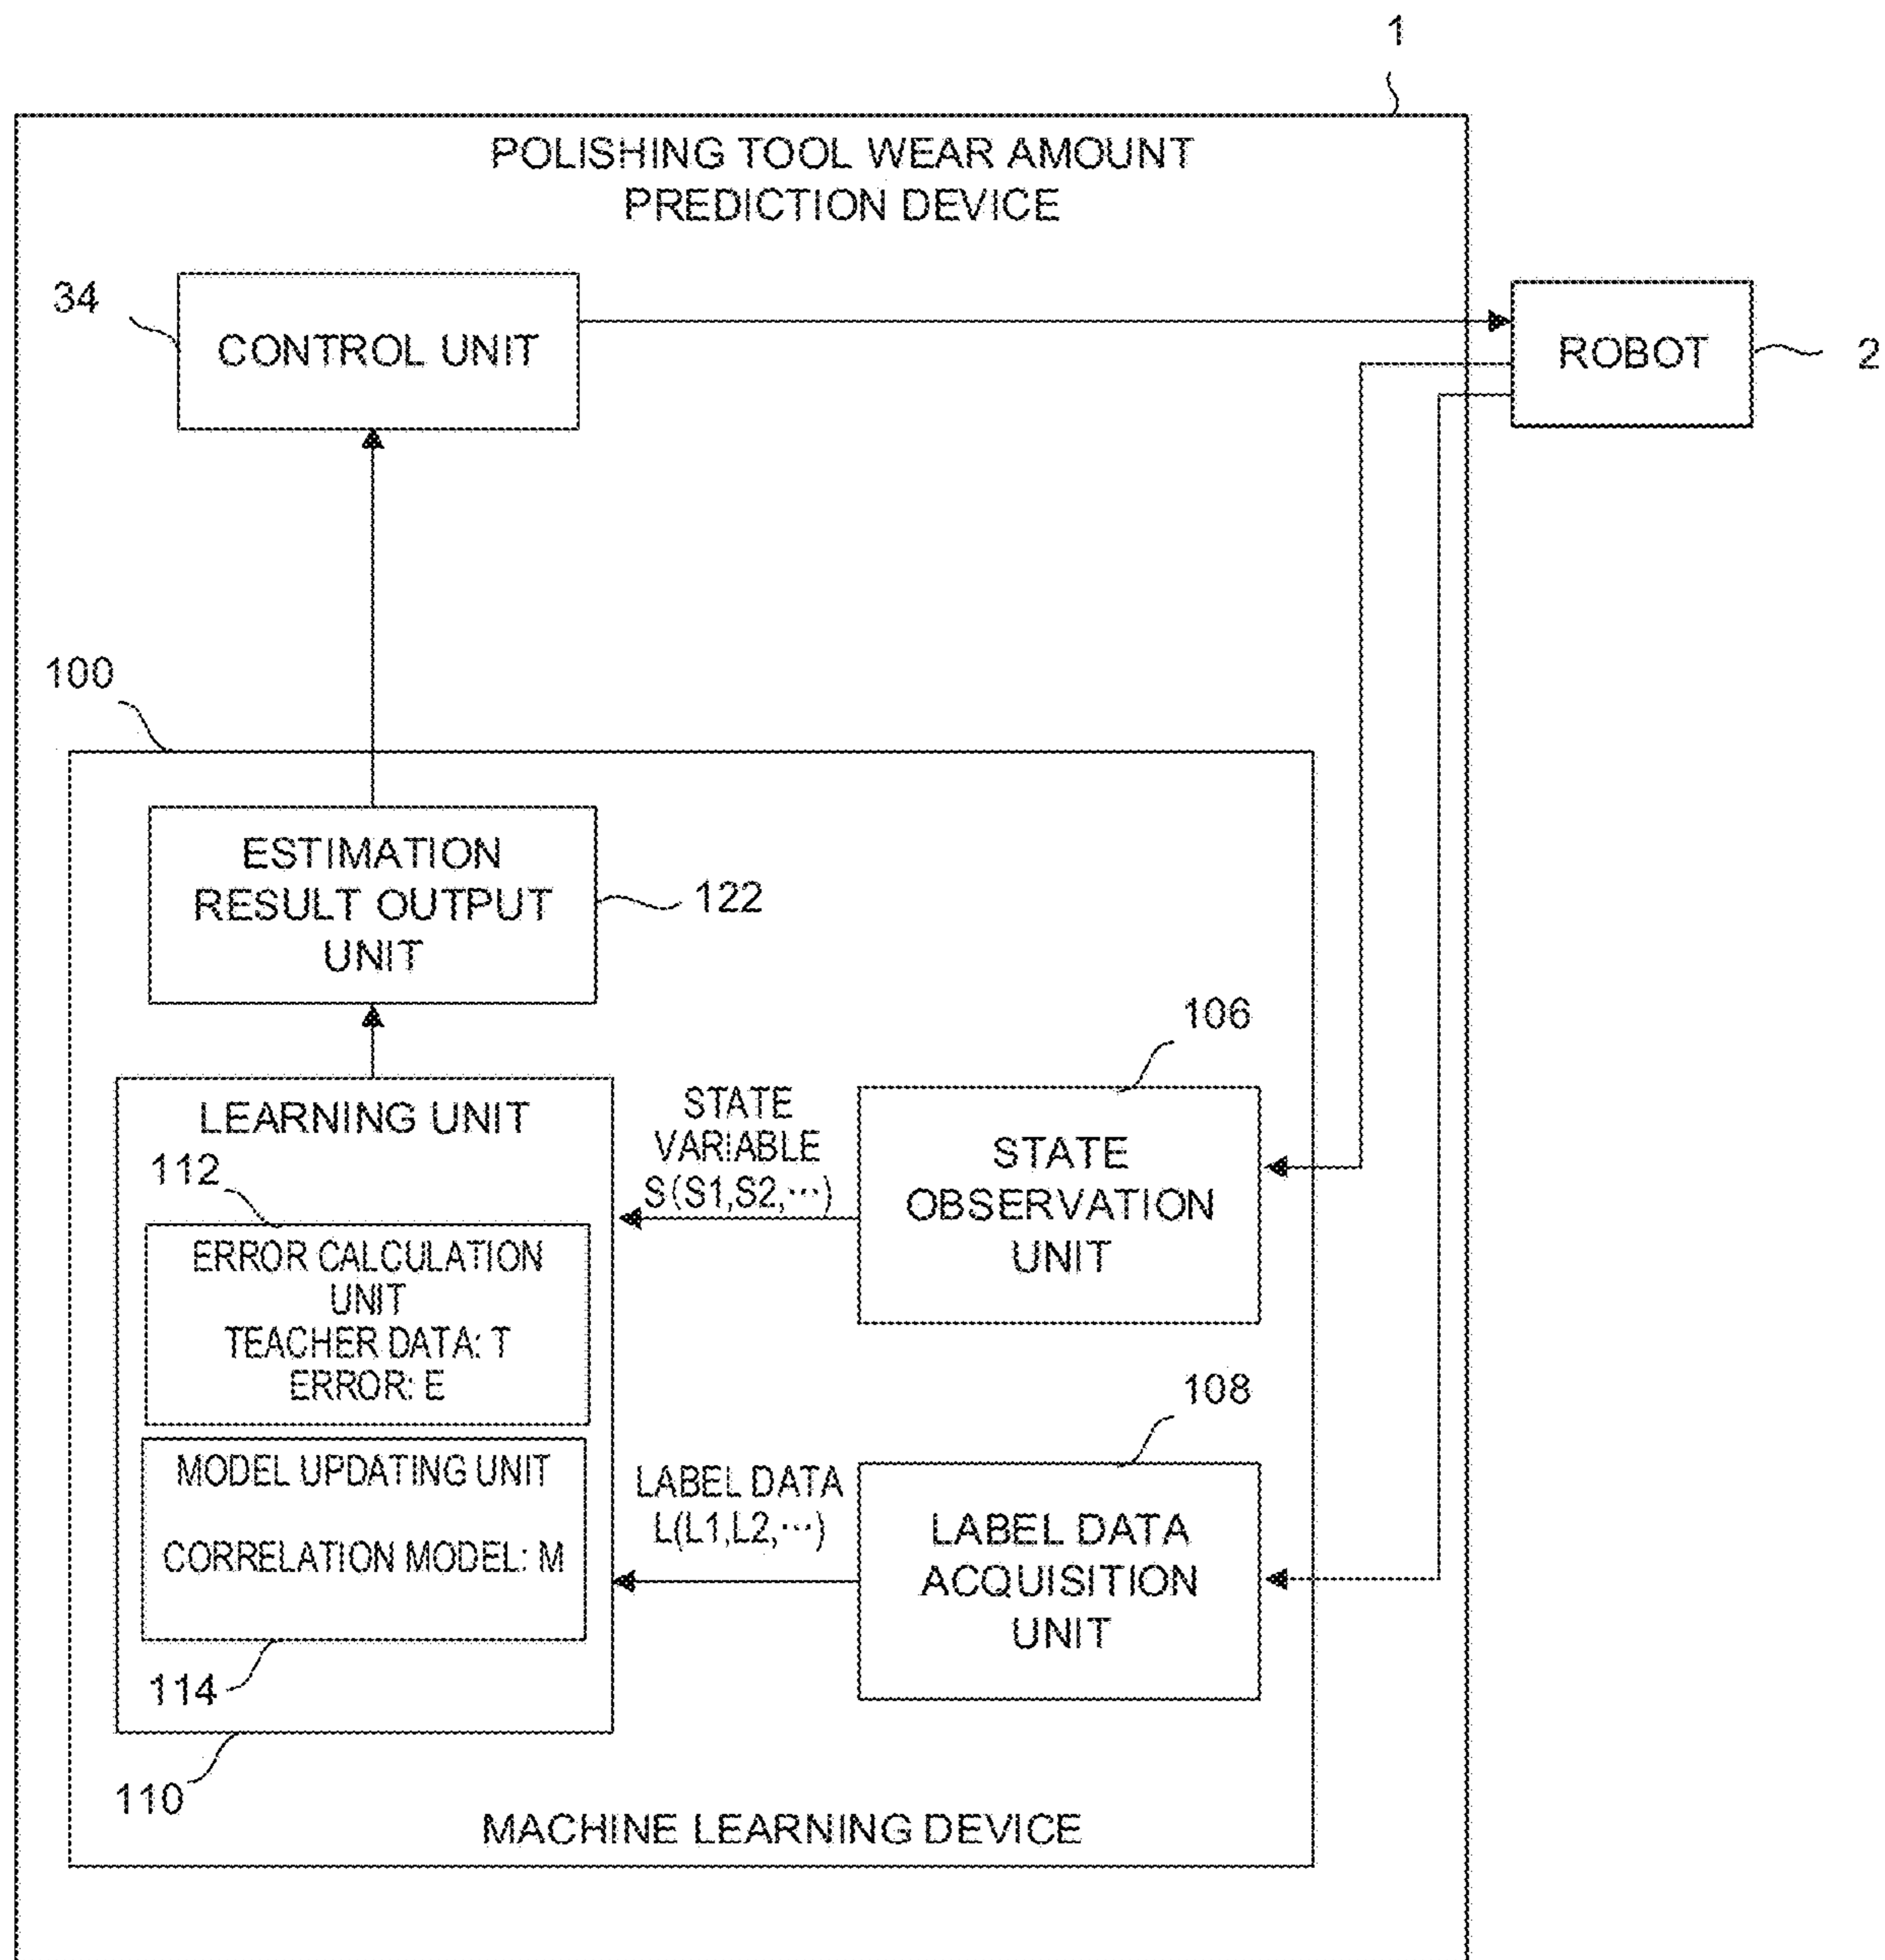 1
POLISHING TOOL WEAR AMOUNT
PREDICTION DEVICE
34
CONTROL UNIT
ROBOT
2
100
ESTIMATION
RESULT OUTPUT
UNIT
122
106
LEARNING UNIT
STATE
VARIABLE
S(S1,S2,···)
STATE
OBSERVATION
UNIT
112
ERROR CALCULATION
UNIT
TEACHER DATA: T
ERROR: E
108
MODEL UPDATING UNIT
CORRELATION MODEL: M
LABEL DATA
L(L1,L2,···)
LABEL DATA
ACQUISITION
UNIT
114
110
MACHINE LEARNING DEVICE